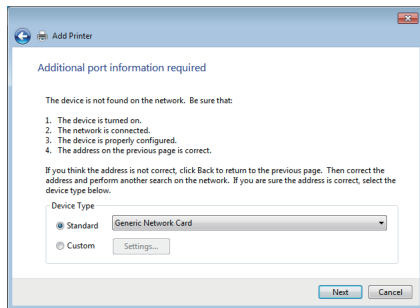 Add Printer
Additional port information required
The device is not found on the network. Be sure that:
1. The device is turned on.
2. The network is connected.
3. The device is properly configured.
4. The address on the previous page is correct.
If you think the address is not correct, click Back to return to the previous page. Then correct the
address and perform another search on the network. If you are sure the address is correct, select the
device type below.
Device Type
Standard Generic Network Card
Custom Settings...
Next Cancel